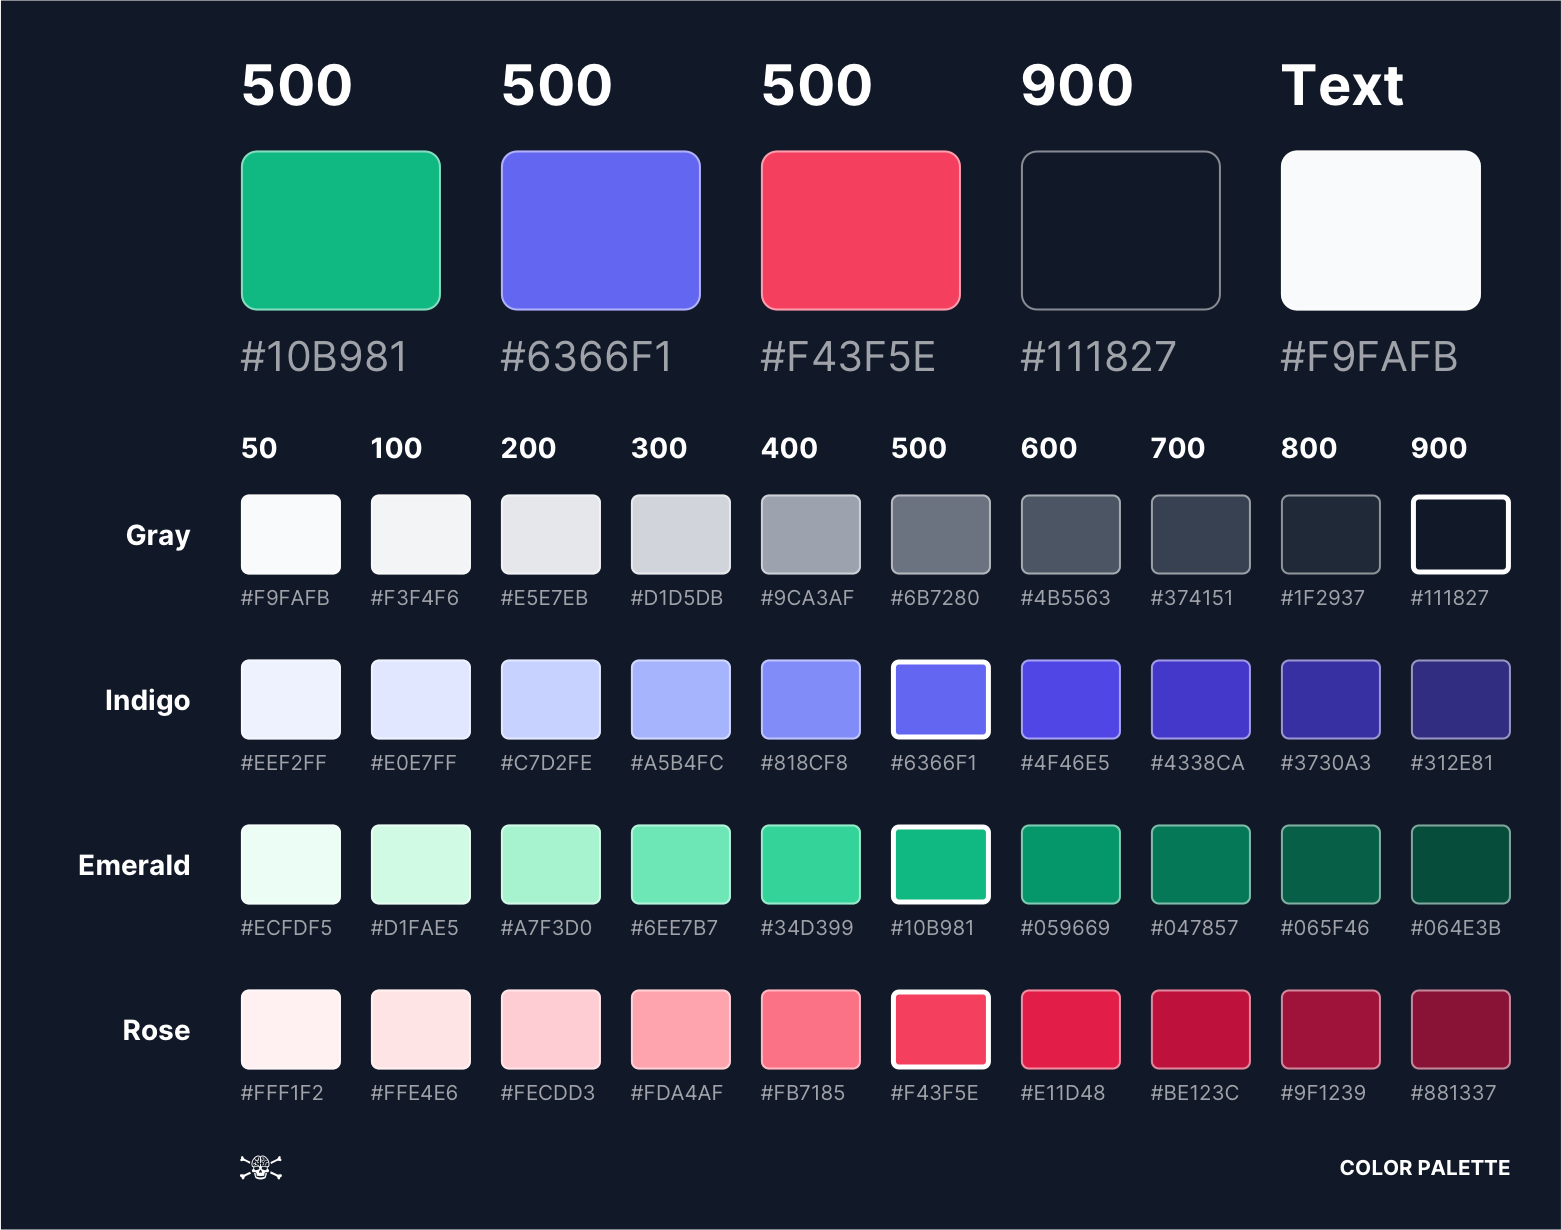 500 500 500 900 Text
#10B981 #6366F1 #F43F5E #111827 #F9FAFB
50 100 200 300 400 500 600 700 800 900
Gray
#F9FAFB #F3F4F6 #E5E7EB #D1D5DB #9CA3AF #6B7280 #4B5563 #374151 #1F2937 #111827
Indigo
#EEF2FF #E0E7FF #C7D2FE #A5B4FC #818CF8 #6366F1 #4F46E5 #4338CA #3730A3 #312E81
Emerald
#ECFDF5 #D1FAE5 #A7F3D0 #6EE7B7 #34D399 #10B981 #059669 #047857 #065F46 #064E3B
Rose
#FFF1F2 #FFE4E6 #FECDD3 #FDA4AF #FB7185 #F43F5E #E11D48 #BE123C #9F1239 #881337
COLOR PALETTE